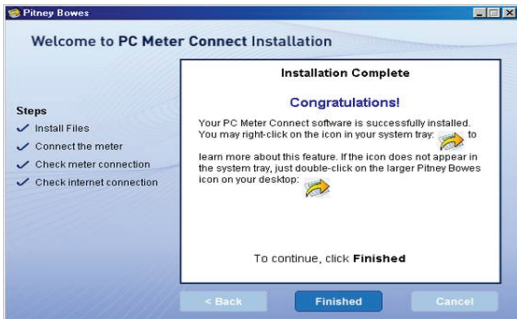 Pitney Bowes
Welcome to PC Meter Connect Installation
Steps
Install Files
Connect the meter
Check meter connection
Check internet connection
Installation Complete
Congratulations!
Your PC Meter Connect software is successfully installed.
You may right-click on the icon in your system tray: to
learn more about this feature. If the icon does not appear in
the system tray, just double-click on the larger Pitney Bowes
icon on your desktop:
To continue, click Finished
< Back
Finished
Cancel